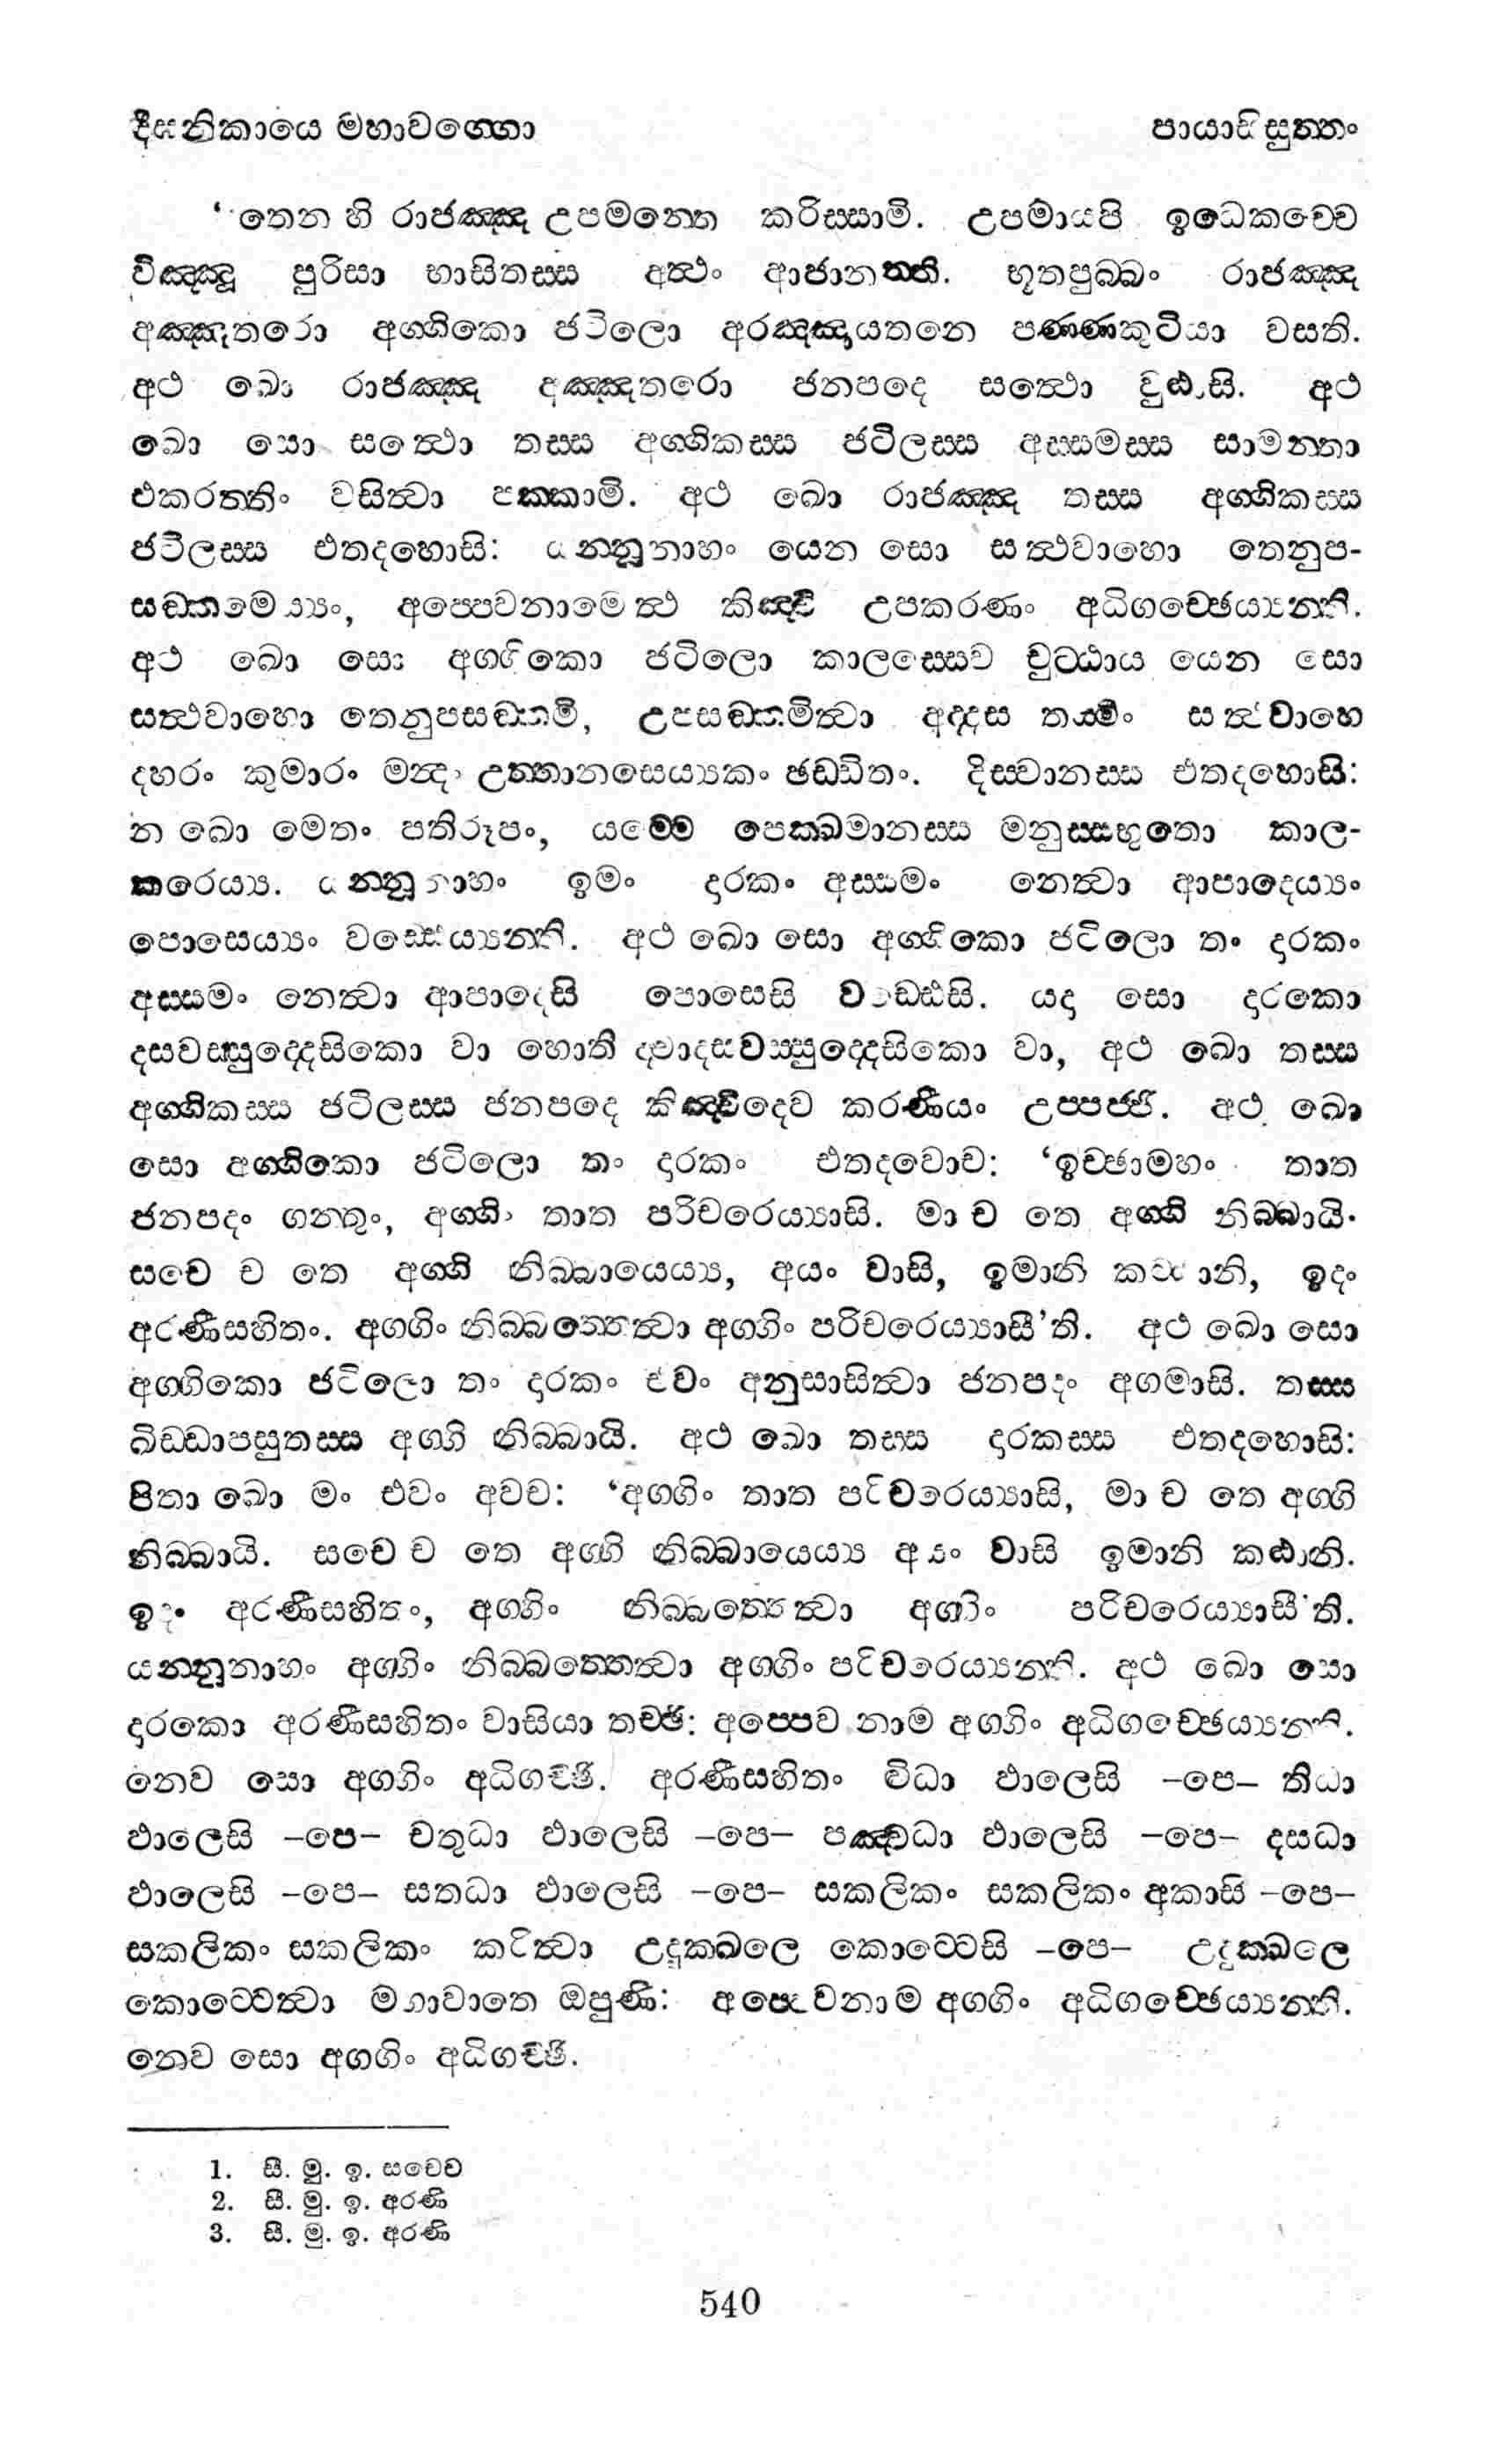 දීඝනිකායෙ මහාවග්ගො පායාසිසුත්තං
‘තෙන හි රාජඤ්ඤ උපමන්තෙ කරිස්සාමි. උපමායපි ඉධෙකච්චෙ
විඤ්ඤූ පුරිසා භාසිතස්ස අත්ථං ආජානන්ති. භූතපුබ්බං රාජඤ්ඤ
අඤ්ඤතරො අග්ගිකො ජටිලො අරඤ්ඤායතනෙ පණ්ණකුටියා වසති.
අථ ඛො රාජඤ්ඤ අඤ්ඤතරො ජනපදෙ සත්ථො වුට්ඨාසි. අථ
ඛො සො සත්ථො තස්ස අග්ගිකස්ස ජටිලස්ස අස්සමස්ස සාමන්තා
එකරත්තිං වසිත්වා පක්කාමි. අථ ඛො රාජඤ්ඤ තස්ස අග්ගිකස්ස
ජටිලස්ස එතදහොසි: යන්නූනාහං යෙන සො සත්ථවාහො තෙනුප-
සඞ්කමෙය්යං, අප්පෙවනාමෙත්ථ කිඤ්චි උපකරණං අධිගච්ඡෙය්යන්ති.
අථ ඛො සො අග්ගිකො ජටිලො කාලස්සෙව වුට්ඨාය යෙන සො
සත්ථවාහො තෙනුපසඞ්කමි, උපසඞ්කමිත්වා අද්දස තස්මිං සත්ථවාහෙ
දහරං කුමාරං මන්දං උත්තානසෙය්යකං ඡඩ්ඩිතං. දිස්වානස්ස එතදහොසි:
න ඛො මෙතං පතිරූපං, යම්මෙ පෙක්ඛමානස්ස මනුස්සභූතො කාල-
කරෙය්ය. යන්නූනාහං ඉමං දාරකං අස්සමං නෙත්වා ආපාදෙය්යං
පොසෙය්යං වඩ්ඪෙය්යන්ති. අථ ඛො සො අග්ගිකො ජටිලො තං දාරකං
අස්සමං නෙත්වා ආපාදෙසි පොසෙසි වඩ්ඪෙසි. යදා සො දාරකො
දසවස්සුද්දෙසිකො වා හොති ද්වාදසවස්සුද්දෙසිකො වා, අථ ඛො තස්ස
අග්ගිකස්ස ජටිලස්ස ජනපදෙ කිඤ්චිදෙව කරණීයං උප්පජ්ජි. අථ ඛො
සො අග්ගිකො ජටිලො තං දාරකං එතදවොච: ‘ඉච්ඡාමහං තාත
ජනපදං ගන්තුං, අග්ගිං තාත පරිචරෙය්යාසි. මා ච තෙ අග්ගි නිබ්බායි.
සචෙ ච තෙ අග්ගි නිබ්බායෙය්ය, අයං වාසි, ඉමානි කට්ඨානි, ඉදං
අරණීසහිතං. අග්ගිං නිබ්බත්තෙත්වා අග්ගිං පරිචරෙය්යාසී’ති. අථ ඛො සො
අග්ගිකො ජටිලො තං දාරකං එවං අනුසාසිත්වා ජනපදං අගමාසි. තස්ස
ඛිඩ්ඩාපසුතස්ස අග්ගි නිබ්බායි. අථ ඛො තස්ස දාරකස්ස එතදහොසි:
පිතා ඛො මං එවං අවච: ‘අග්ගිං තාත පරිචරෙය්යාසි, මා ච තෙ අග්ගි
නිබ්බායි. සචෙ ච තෙ අග්ගි නිබ්බායෙය්ය අයං වාසි ඉමානි කට්ඨානි.
ඉදං අරණීසහිතං, අග්ගිං නිබ්බත්තෙත්වා අග්ගිං පරිචරෙය්යාසී’ති.
යන්නූනාහං අග්ගිං නිබ්බත්තෙත්වා අග්ගිං පරිචරෙය්යන්ති. අථ ඛො සො
දාරකො අරණීසහිතං වාසියා තච්ඡි: අප්පෙව නාම අග්ගිං අධිගච්ඡෙය්යන්ති.
නෙව සො අග්ගිං අධිගච්ඡි. අරණීසහිතං ද්විධා ඵාලෙසි –පෙ– තිධා
ඵාලෙසි –පෙ– චතුධා ඵාලෙසි –පෙ– පඤ්චධා ඵාලෙසි –පෙ– දසධා
ඵාලෙසි –පෙ– සතධා ඵාලෙසි –පෙ– සකලිකං සකලිකං අකාසි –පෙ–
සකලිකං සකලිකං කරිත්වා උදුක්ඛලෙ කොට්ටෙසි –පෙ– උදුක්ඛලෙ
කොට්ටෙත්වා මහාවාතෙ ඔපුණි: අප්පෙවනාම අග්ගිං අධිගච්ඡෙය්යන්ති.
නෙව සො අග්ගිං අධිගච්ඡි.
1. සී. මු. ඉ. සචෙව
2. සී. මු. ඉ. අරණි
3. සී. මු. ඉ. අරණි
540